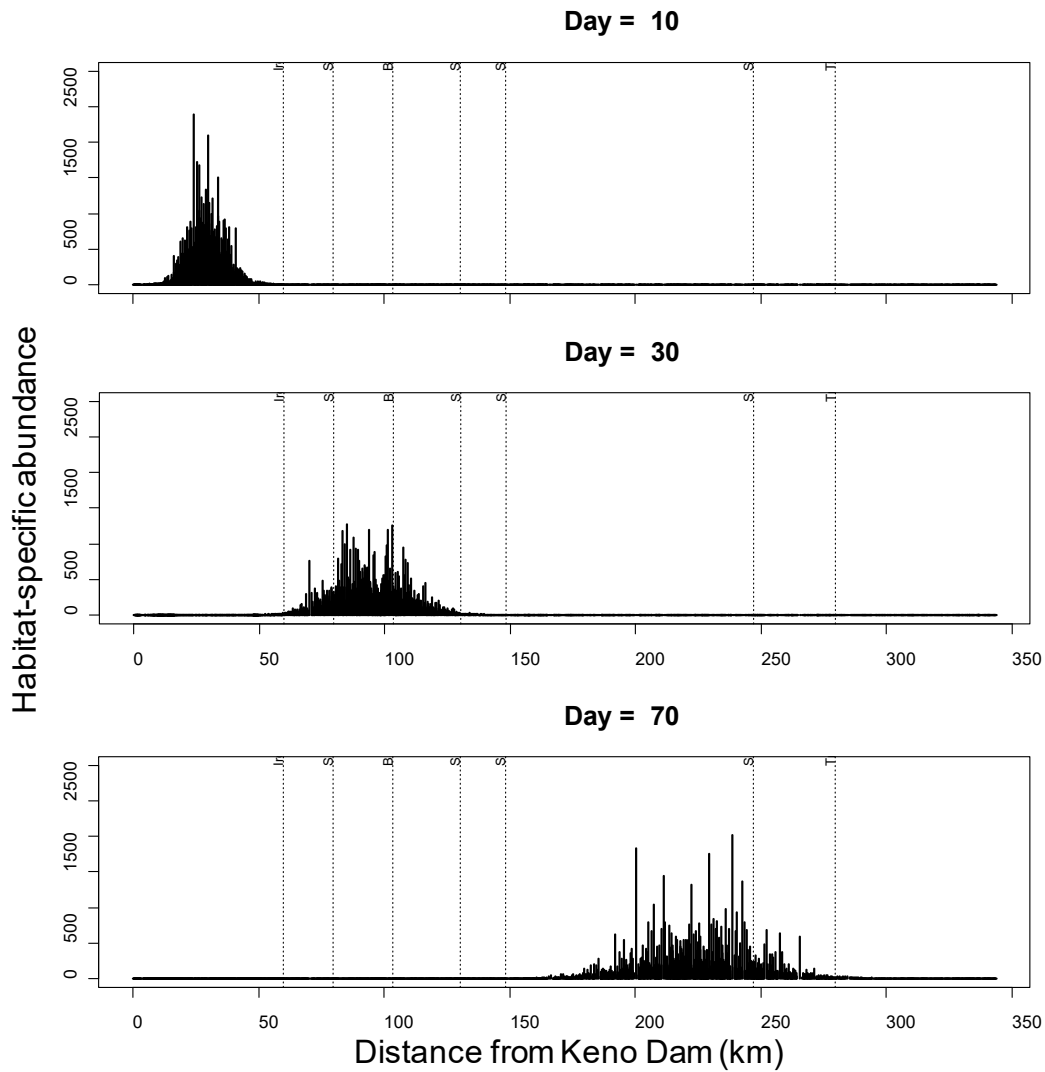 Day = 10
Ir S B S S S T
2500
1500
500
0
Day = 30
Ir S B S S S T
2500
1500
500
0
0 50 100 150 200 250 300 350
Day = 70
Ir S B S S S T
2500
1500
500
0
0 50 100 150 200 250 300 350
Habitat-specific abundance
Distance from Keno Dam (km)